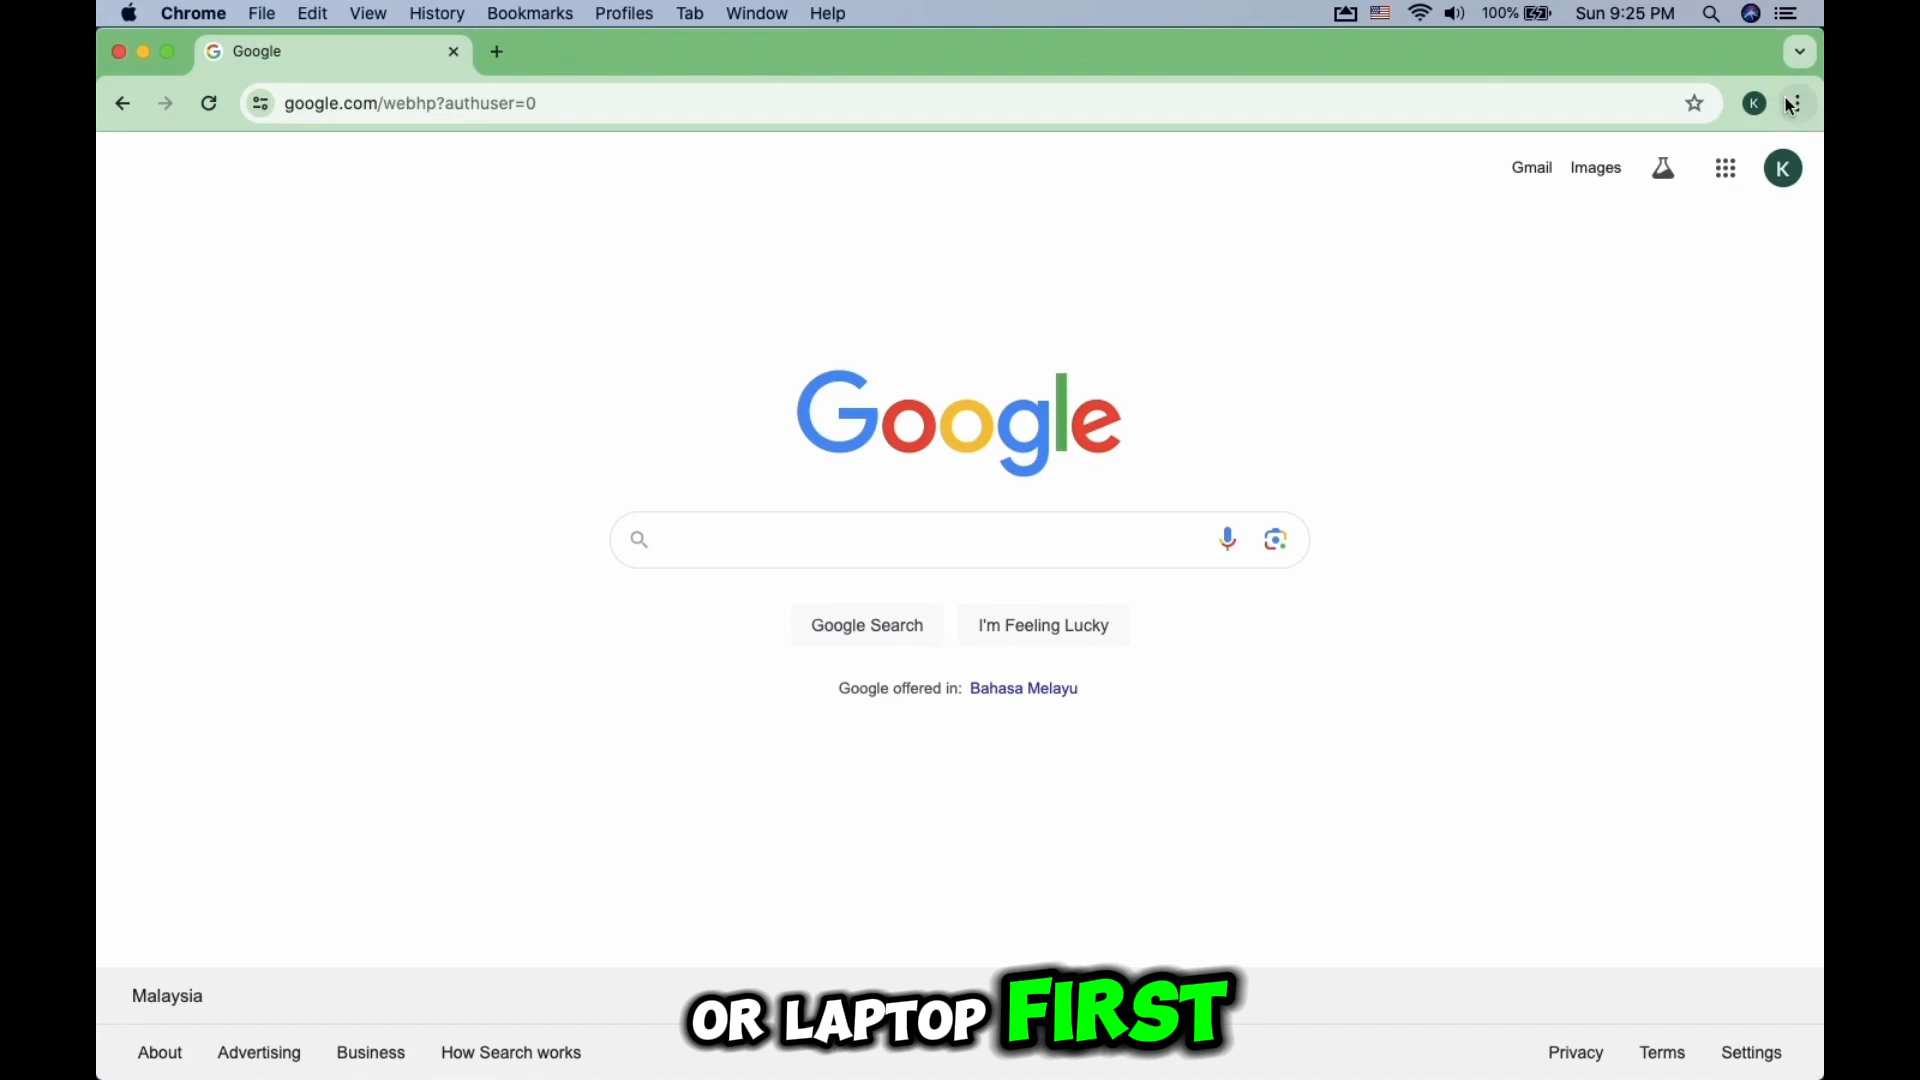 Chrome File Edit View History Bookmarks Profiles Tab Window Help 100% Sun 9:25 PM
Google
google.com/webhp?authuser=0 K
Gmail Images K
Google
Google Search I'm Feeling Lucky
Google offered in: Bahasa Melayu
Malaysia
OR LAPTOP FIRST
About Advertising Business How Search works Privacy Terms Settings